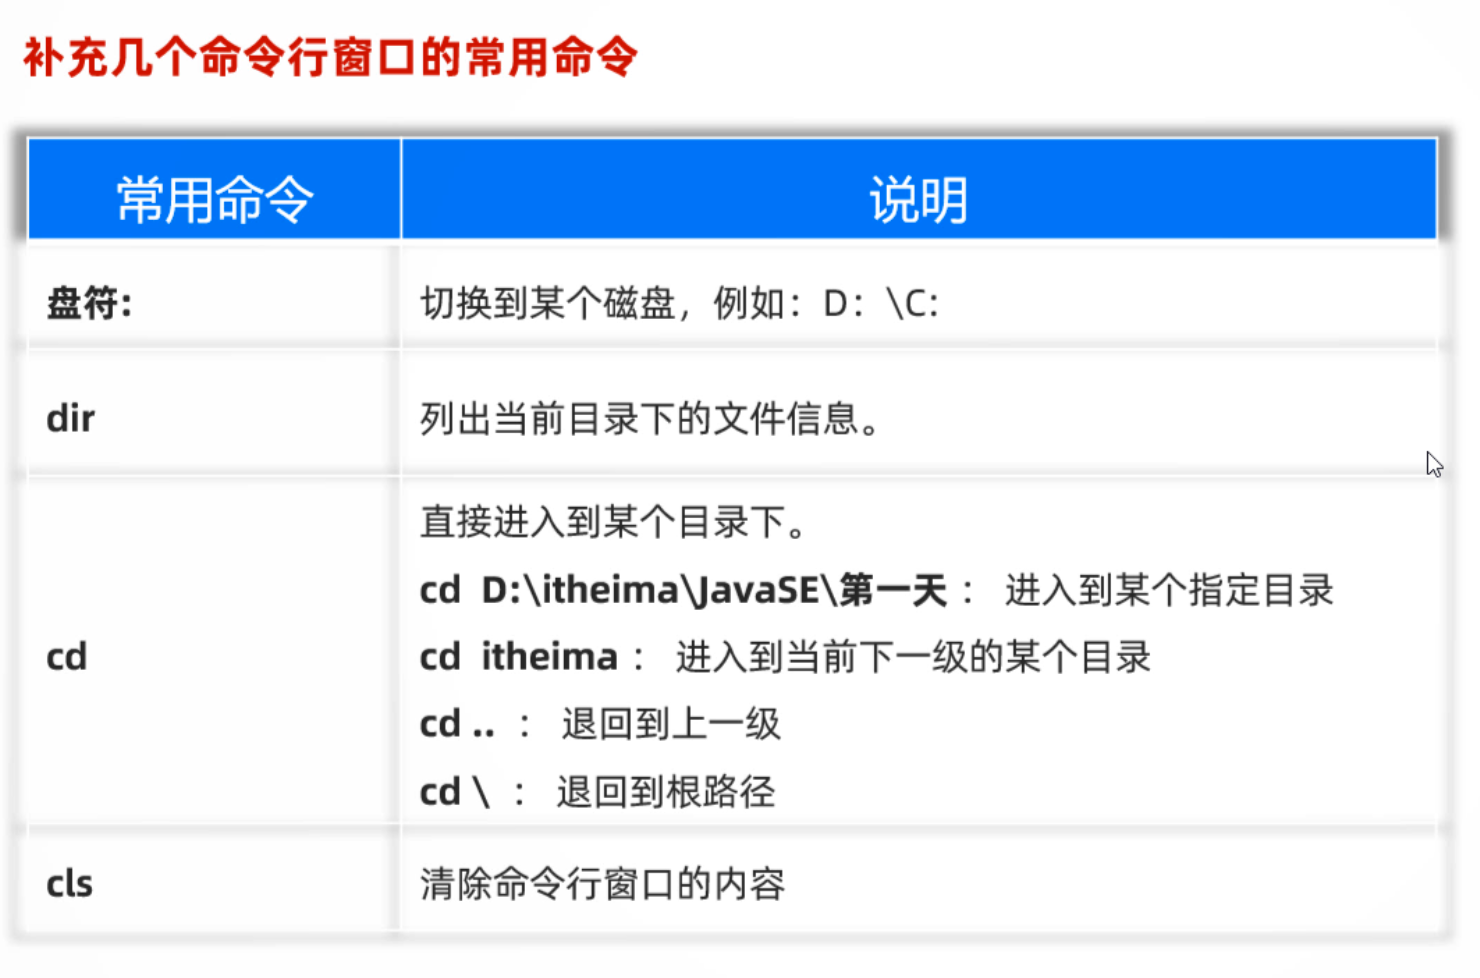 补充几个命令行窗口的常用命令
常用命令 说明
盘符: 切换到某个磁盘，例如：D：\C:
dir 列出当前目录下的文件信息。
直接进入到某个目录下。
cd D:\itheima\JavaSE\第一天： 进入到某个指定目录
cd
cd itheima： 进入到当前下一级的某个目录
cd .. ： 退回到上一级
cd \ ： 退回到根路径
cls 清除命令行窗口的内容